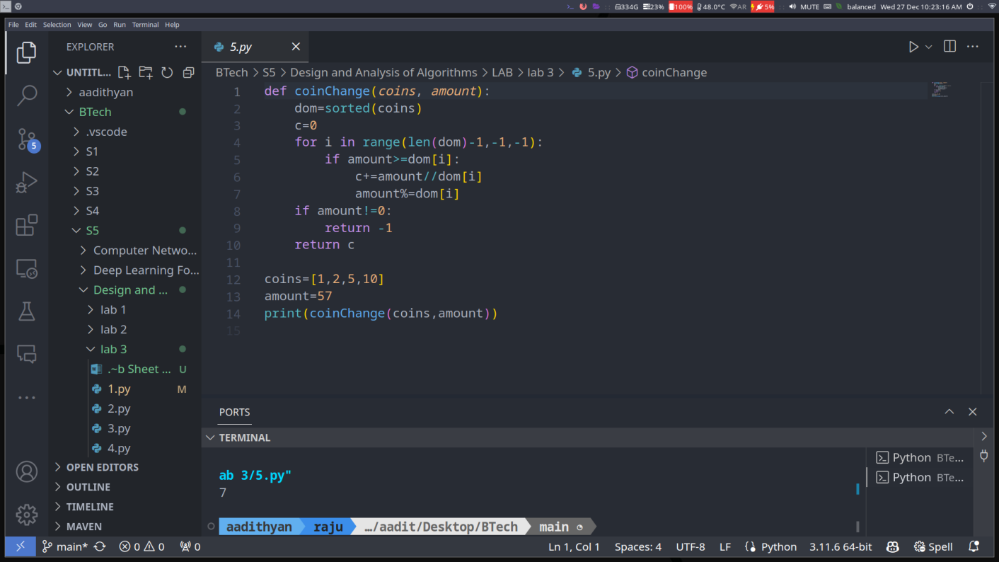 334G 23% 100% 48.0°C AR 5% MUTE balanced Wed 27 Dec 10:23:16 AM
File Edit Selection View Go Run Terminal Help
EXPLORER
5.py
UNTITL...
BTech > S5 > Design and Analysis of Algorithms > LAB > lab 3 > 5.py > coinChange
aadithyan
BTech
.vscode
S1
S2
S3
S4
S5
Computer Netwo...
Deep Learning Fo...
Design and ...
lab 1
lab 2
lab 3
.~b Sheet ... U
1.py M
2.py
3.py
4.py
OPEN EDITORS
OUTLINE
TIMELINE
MAVEN
5
1 def coinChange(coins, amount):
2 dom=sorted(coins)
3 c=0
4 for i in range(len(dom)-1,-1,-1):
5 if amount>=dom[i]:
6 c+=amount//dom[i]
7 amount%=dom[i]
8 if amount!=0:
9 return -1
10 return c
11
12 coins=[1,2,5,10]
13 amount=57
14 print(coinChange(coins,amount))
15
PORTS
TERMINAL
ab 3/5.py"
7
aadithyan raju …/aadit/Desktop/BTech main
Python BTe...
Python BTe...
main* 0 0 0 Ln 1, Col 1 Spaces: 4 UTF-8 LF Python 3.11.6 64-bit Spell